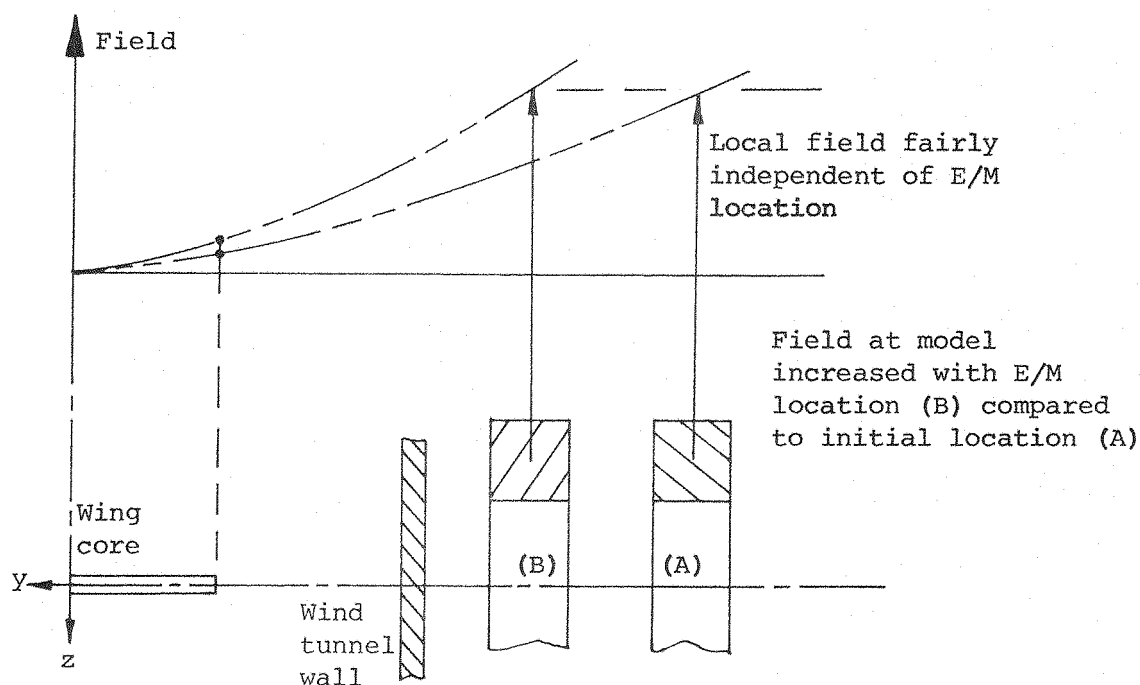 Field
Local field fairly
independent of E/M
location
Field at model
increased with E/M
location (B) compared
to initial location (A)
Wing
core
(B)
(A)
y
Wind
tunnel
wall
z